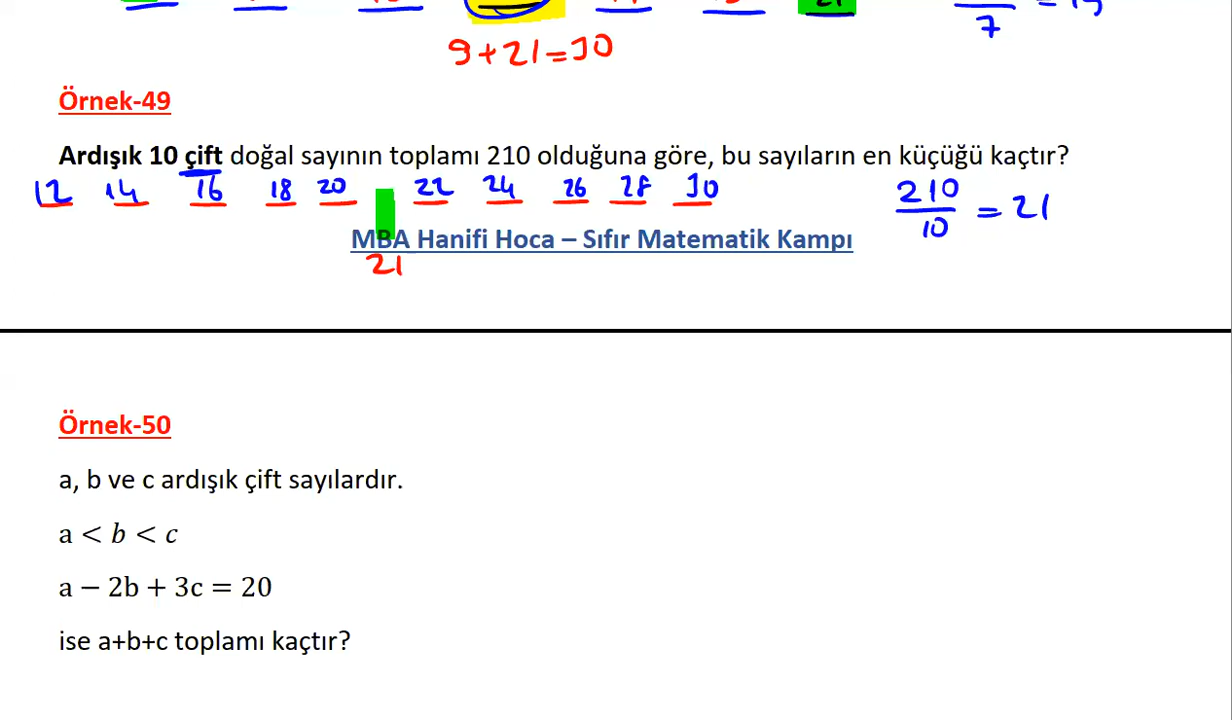 21
7
9+21=30
Örnek-49
Ardışık 10 çift doğal sayının toplamı 210 olduğuna göre, bu sayıların en küçüğü kaçtır?
12 14 16 18 20 22 24 26 28 30
210/10 = 21
MBA Hanifi Hoca – Sıfır Matematik Kampı
21
Örnek-50
a, b ve c ardışık çift sayılardır.
a < b < c
a − 2b + 3c = 20
ise a+b+c toplamı kaçtır?